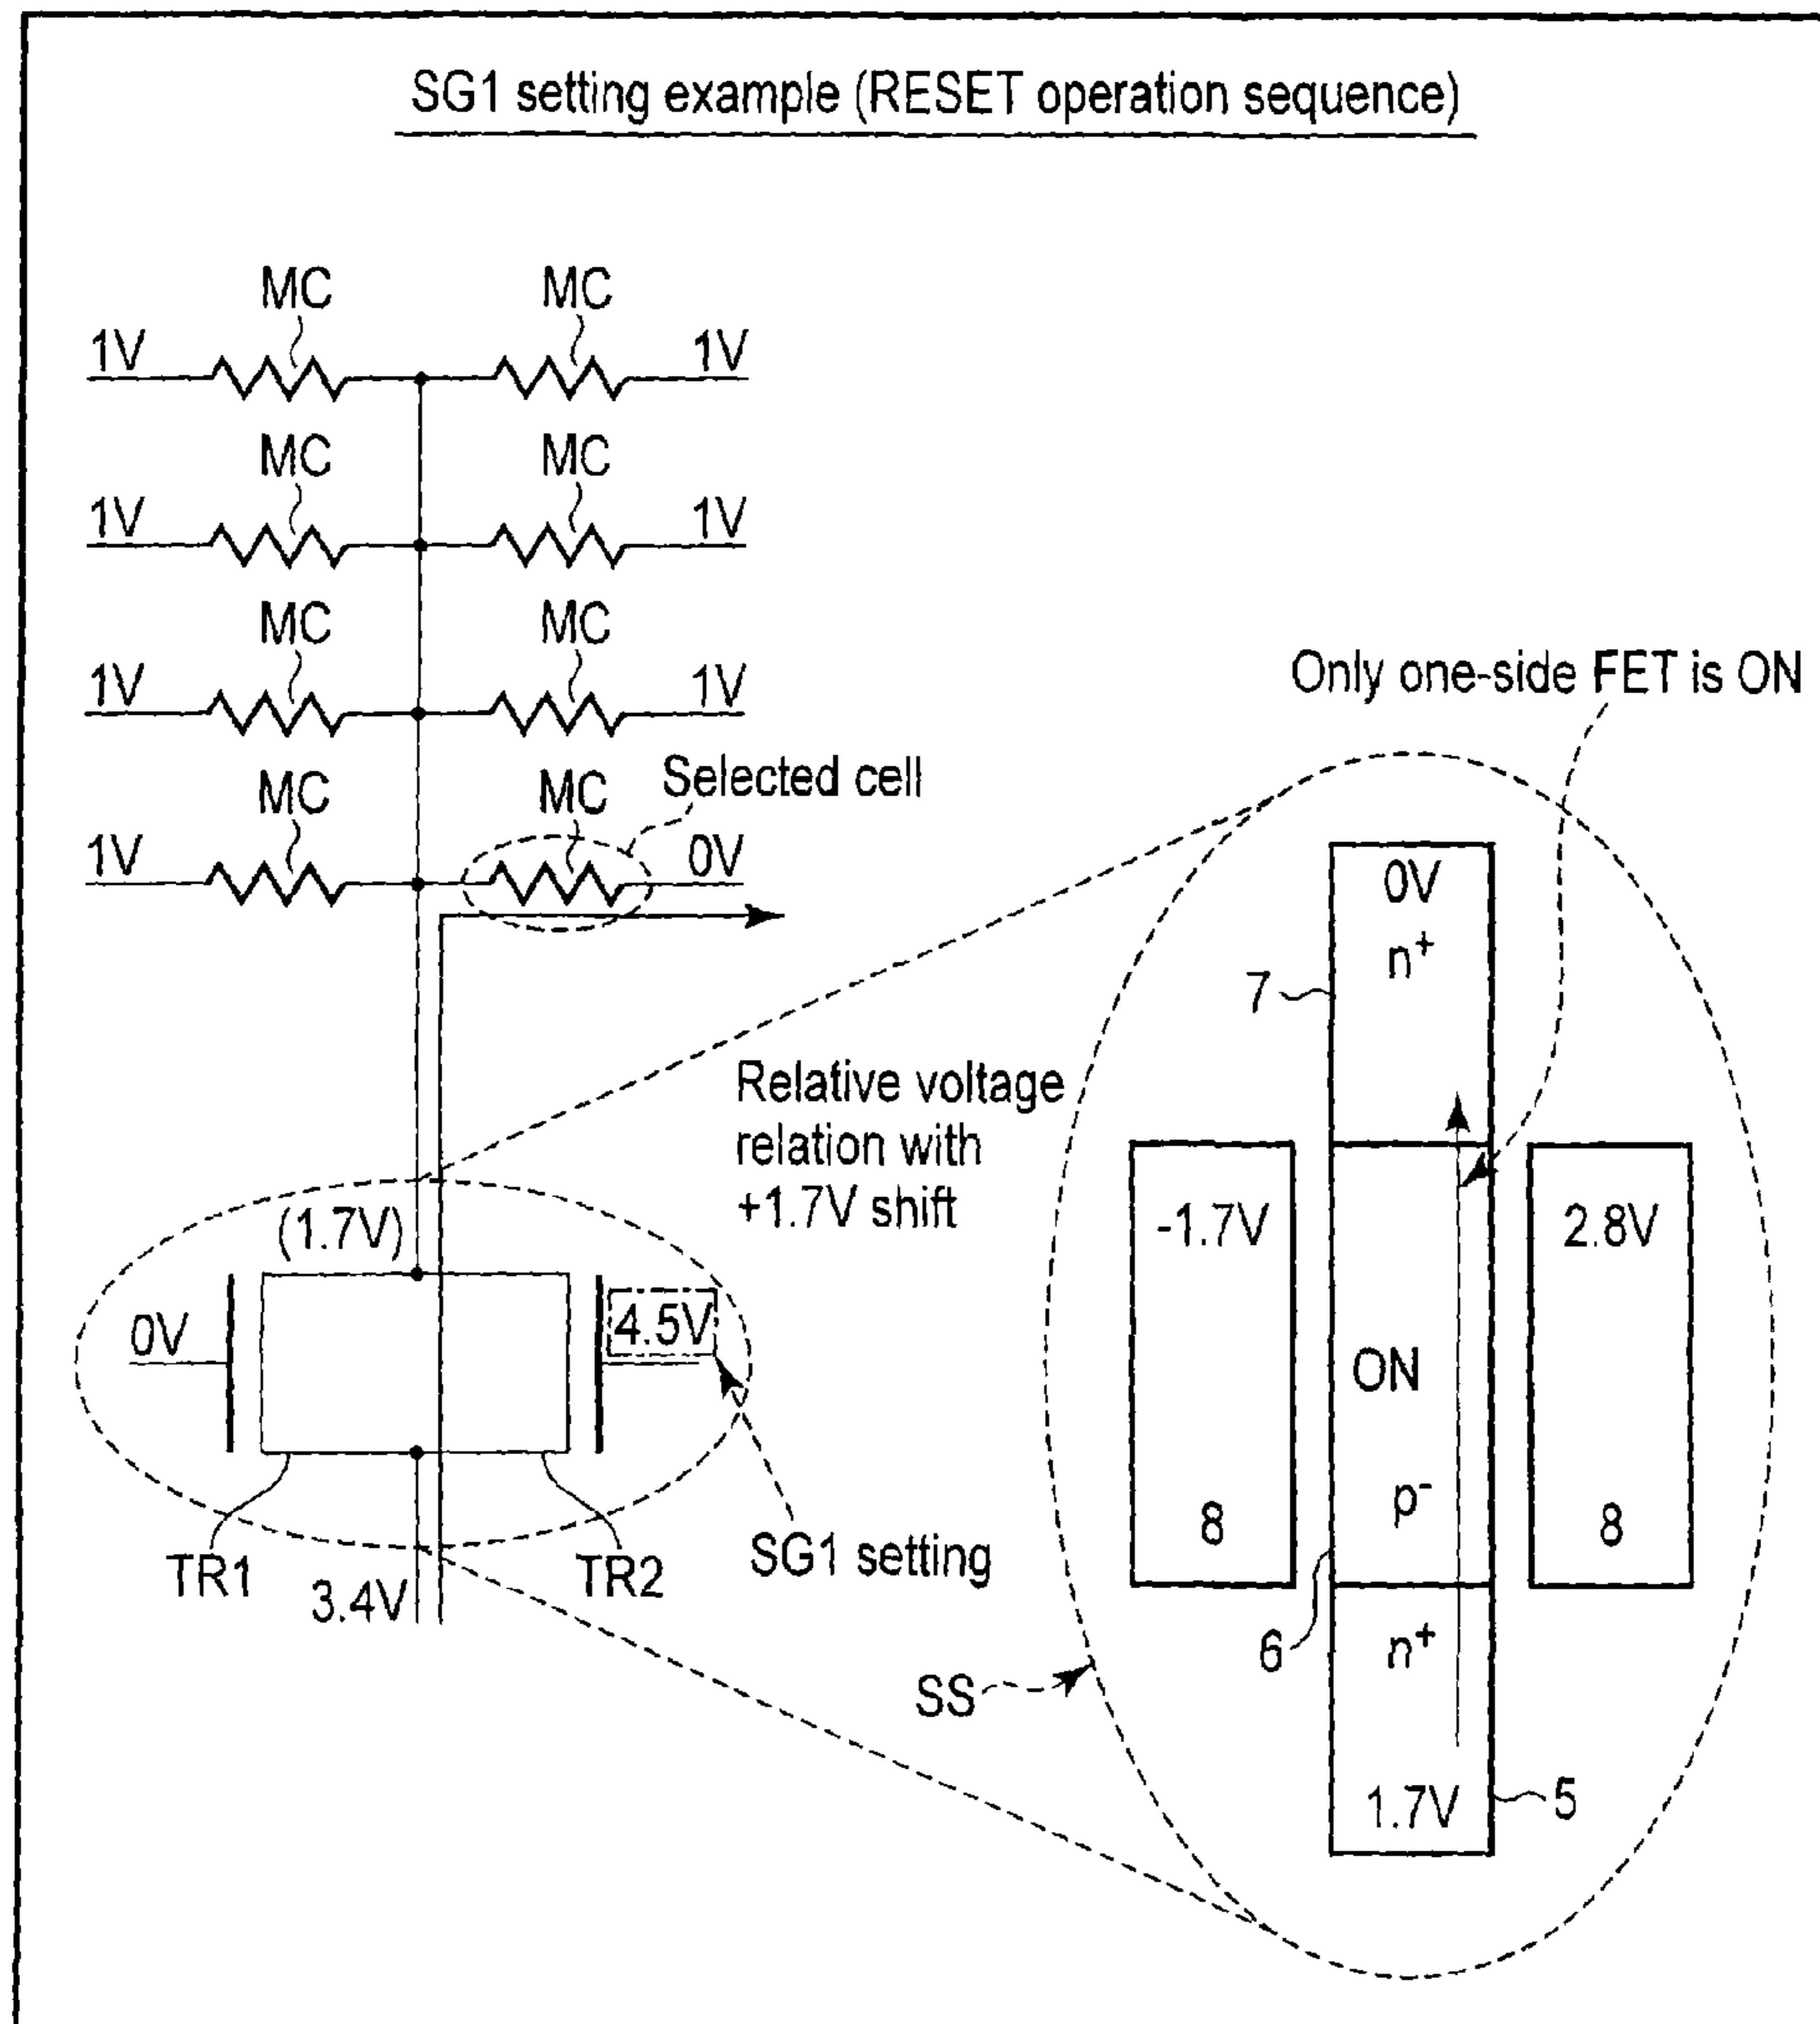 SG1 setting example (RESET operation sequence)
MC MC
1V 1V
MC MC
1V 1V
MC MC
1V 1V
Only one-side FET is ON
MC MC Selected cell
1V 0V
0V
n+
7
Relative voltage
relation with
+1.7V shift
(1.7V)
-1.7V 2.8V
0V 4.5V
ON
p-
8 8
TR1 TR2 SG1 setting
3.4V
6 n+
SS
1.7V 5